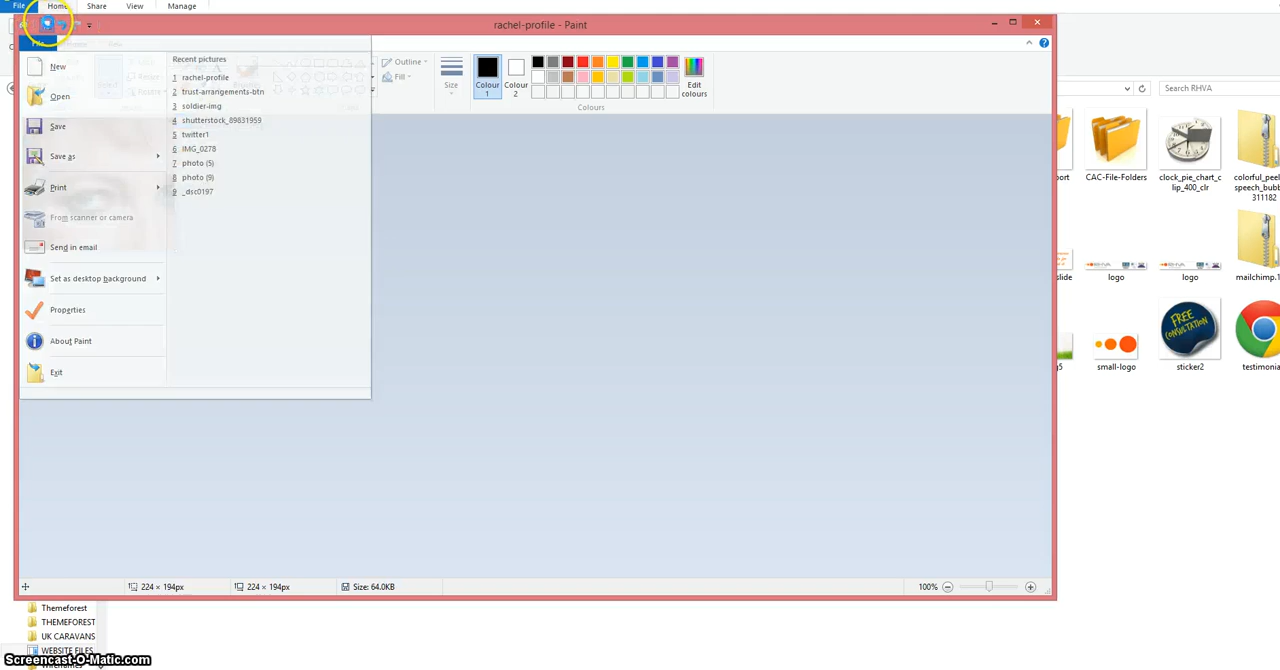 File Home Share View Manage
rachel-profile - Paint
File
Recent pictures
New
1 rachel-profile
2 trust-arrangements-btn
Open
3 soldier-img
4 shutterstock_89831959
Save
5 twitter1
6 IMG_0278
Save as
7 photo (5)
8 photo (9)
Print
9 _dsc0197
From scanner or camera
Send in email
Set as desktop background
Properties
About Paint
Exit
Outline
Fill
Size
Colour 1
Colour 2
Edit colours
Colours
Search RHVA
CAC-File-Folders
clock_pie_chart_c
lip_400_clr
colorful_peel
speech_bubb
311182
slide
logo
logo
mailchimp.1
FREE
CONSULTATION
small-logo
sticker2
testimonia
224 × 194px
224 × 194px
Size: 64.0KB
100%
Themeforest
THEMEFOREST
UK CARAVANS
WEBSITE FILES
Screencast-O-Matic.com